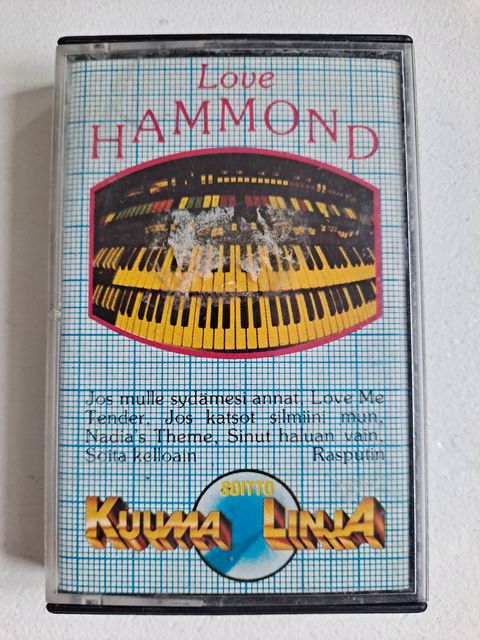 Love
HAMMOND
Jos mulle sydämesi annat, Love Me
Tender, Jos katsot silmiini mun,
Nadia's Theme, Sinut haluan vain,
Soita kelloain Rasputin
SOITTO
KUUMA LINJA